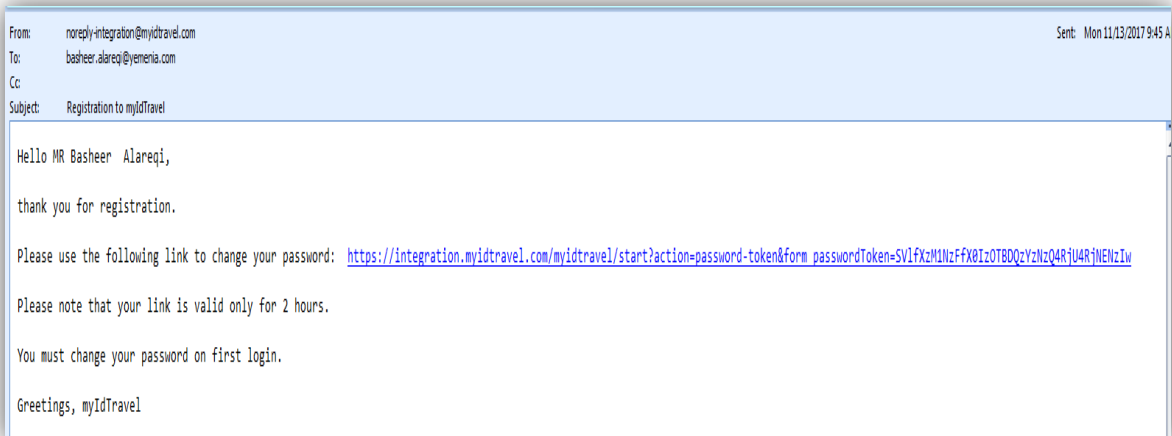 From: noreply-integration@myidtravel.com Sent: Mon 11/13/2017 9:45 A
To: basheer.alareqi@yemenia.com
Cc:
Subject: Registration to myIdTravel
Hello MR Basheer Alareqi,
thank you for registration.
Please use the following link to change your password: https://integration.myidtravel.com/myidtravel/start?action=password-token&form_passwordToken=SVlfXzM1NzFfX0IzOTBDQzYzNzQ4RjU4RjNENzIw
Please note that your link is valid only for 2 hours.
You must change your password on first login.
Greetings, myIdTravel